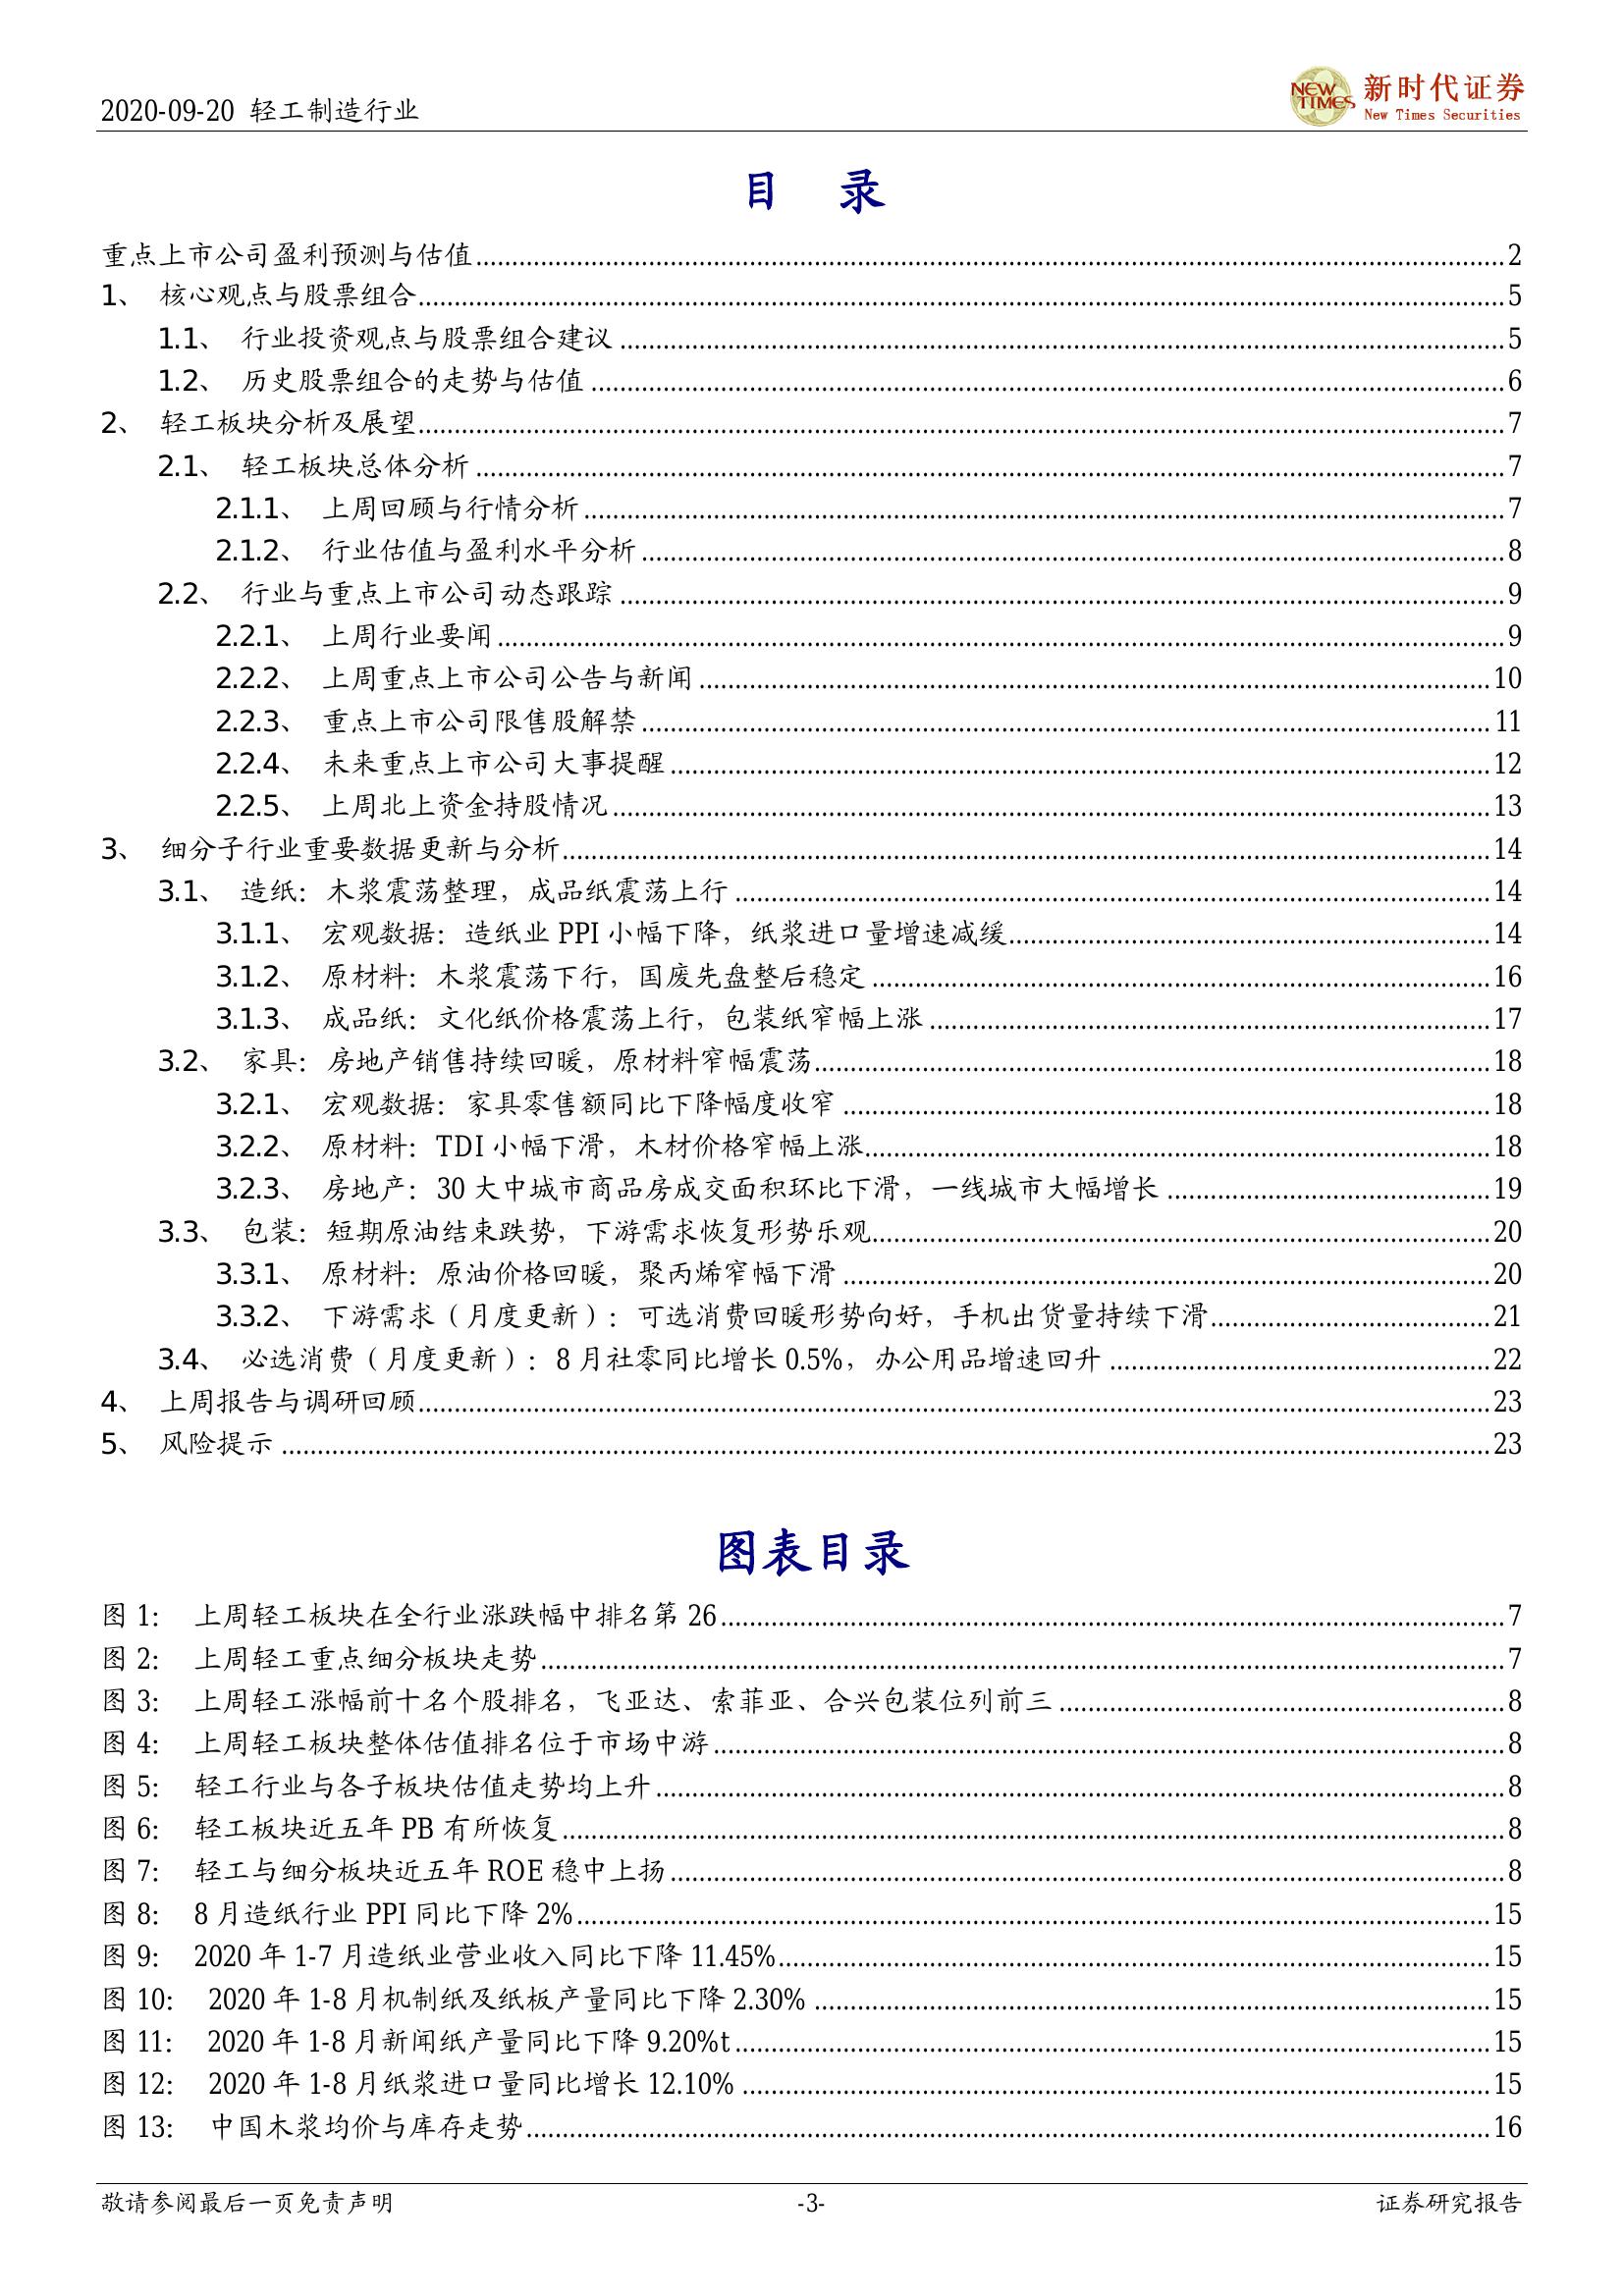 2020-09-20 轻工制造行业
NEW TIMES 新时代证券
New Times Securities
目 录
重点上市公司盈利预测与估值....................2
1、 核心观点与股票组合....................5
1.1、 行业投资观点与股票组合建议....................5
1.2、 历史股票组合的走势与估值....................6
2、 轻工板块分析及展望....................7
2.1、 轻工板块总体分析....................7
2.1.1、 上周回顾与行情分析....................7
2.1.2、 行业估值与盈利水平分析....................8
2.2、 行业与重点上市公司动态跟踪....................9
2.2.1、 上周行业要闻....................9
2.2.2、 上周重点上市公司公告与新闻....................10
2.2.3、 重点上市公司限售股解禁....................11
2.2.4、 未来重点上市公司大事提醒....................12
2.2.5、 上周北上资金持股情况....................13
3、 细分子行业重要数据更新与分析....................14
3.1、 造纸：木浆震荡整理，成品纸震荡上行....................14
3.1.1、 宏观数据：造纸业 PPI 小幅下降，纸浆进口量增速减缓....................14
3.1.2、 原材料：木浆震荡下行，国废先盘整后稳定....................16
3.1.3、 成品纸：文化纸价格震荡上行，包装纸窄幅上涨....................17
3.2、 家具：房地产销售持续回暖，原材料窄幅震荡....................18
3.2.1、 宏观数据：家具零售额同比下降幅度收窄....................18
3.2.2、 原材料：TDI 小幅下滑，木材价格窄幅上涨....................18
3.2.3、 房地产：30 大中城市商品房成交面积环比下滑，一线城市大幅增长....................19
3.3、 包装：短期原油结束跌势，下游需求恢复形势乐观....................20
3.3.1、 原材料：原油价格回暖，聚丙烯窄幅下滑....................20
3.3.2、 下游需求（月度更新）：可选消费回暖形势向好，手机出货量持续下滑....................21
3.4、 必选消费（月度更新）：8 月社零同比增长 0.5%，办公用品增速回升....................22
4、 上周报告与调研回顾....................23
5、 风险提示....................23
图表目录
图 1: 上周轻工板块在全行业涨跌幅中排名第 26....................7
图 2: 上周轻工重点细分板块走势....................7
图 3: 上周轻工涨幅前十名个股排名，飞亚达、索菲亚、合兴包装位列前三....................8
图 4: 上周轻工板块整体估值排名位于市场中游....................8
图 5: 轻工行业与各子板块估值走势均上升....................8
图 6: 轻工板块近五年 PB 有所恢复....................8
图 7: 轻工与细分板块近五年 ROE 稳中上扬....................8
图 8: 8 月造纸行业 PPI 同比下降 2%....................15
图 9: 2020 年 1-7 月造纸业营业收入同比下降 11.45%....................15
图 10: 2020 年 1-8 月机制纸及纸板产量同比下降 2.30%....................15
图 11: 2020 年 1-8 月新闻纸产量同比下降 9.20%t....................15
图 12: 2020 年 1-8 月纸浆进口量同比增长 12.10%....................15
图 13: 中国木浆均价与库存走势....................16
敬请参阅最后一页免责声明 -3- 证券研究报告